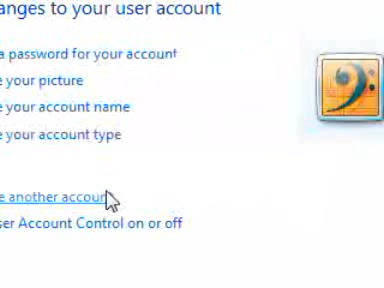 anges to your user account
a password for your account
e your picture
e your account name
e your account type
e another accoun
ser Account Control on or off